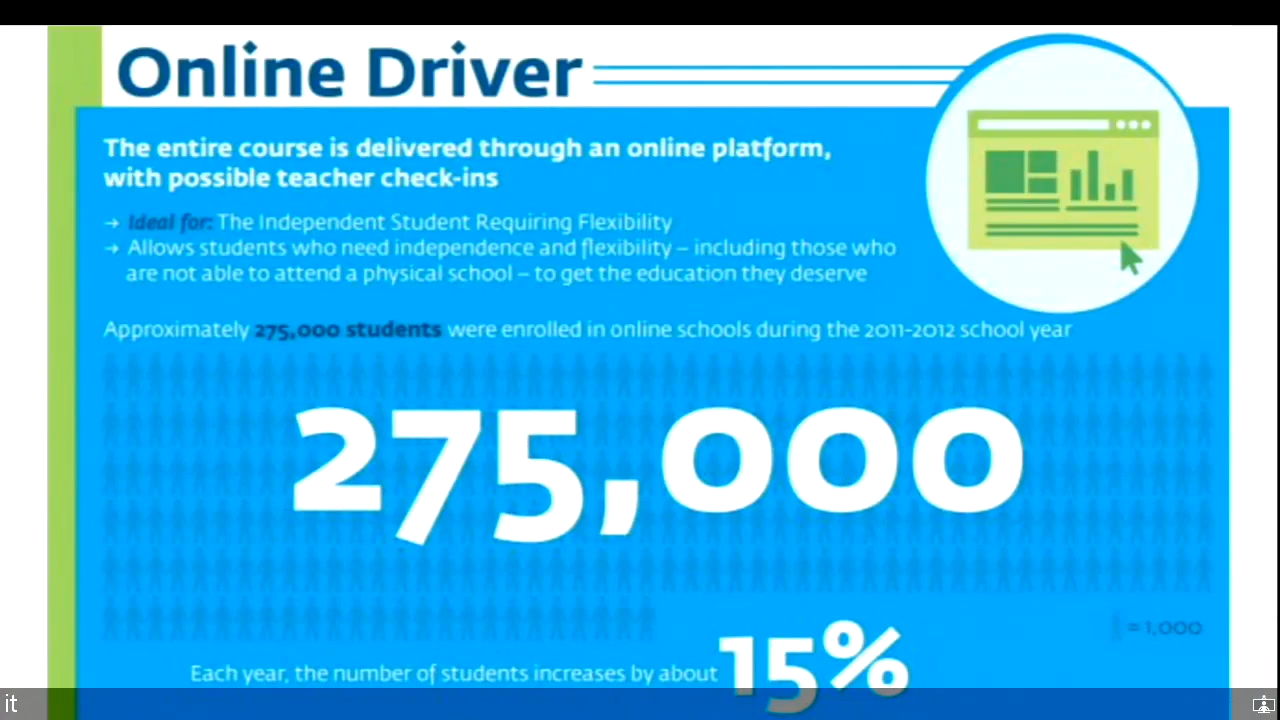 Online Driver
The entire course is delivered through an online platform,
with possible teacher check-ins
→ Ideal for: The Independent Student Requiring Flexibility
→ Allows students who need independence and flexibility – including those who
are not able to attend a physical school – to get the education they deserve
Approximately 275,000 students were enrolled in online schools during the 2011-2012 school year
275,000
= 1,000
Each year, the number of students increases by about 15%
it